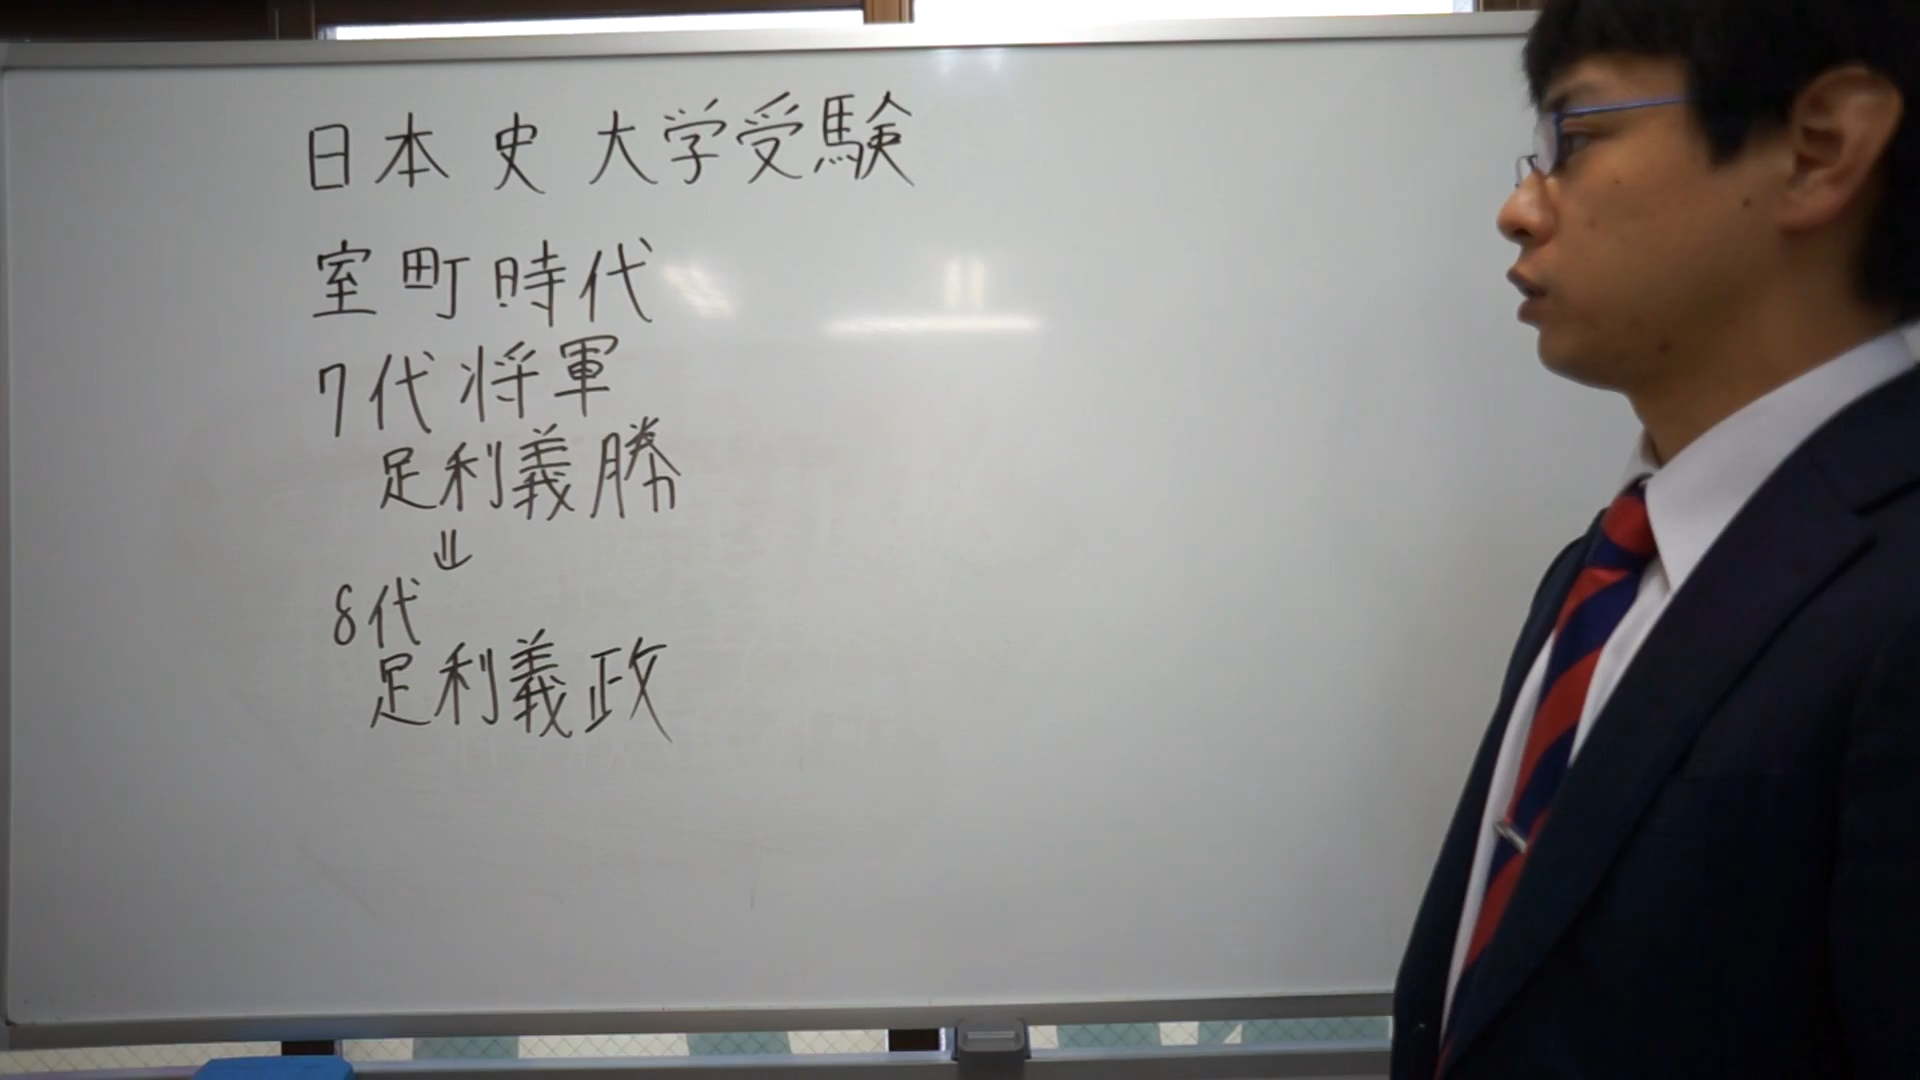 日本史 大学受験
室町時代
7代将軍
足利義勝
⇓
8代
足利義政